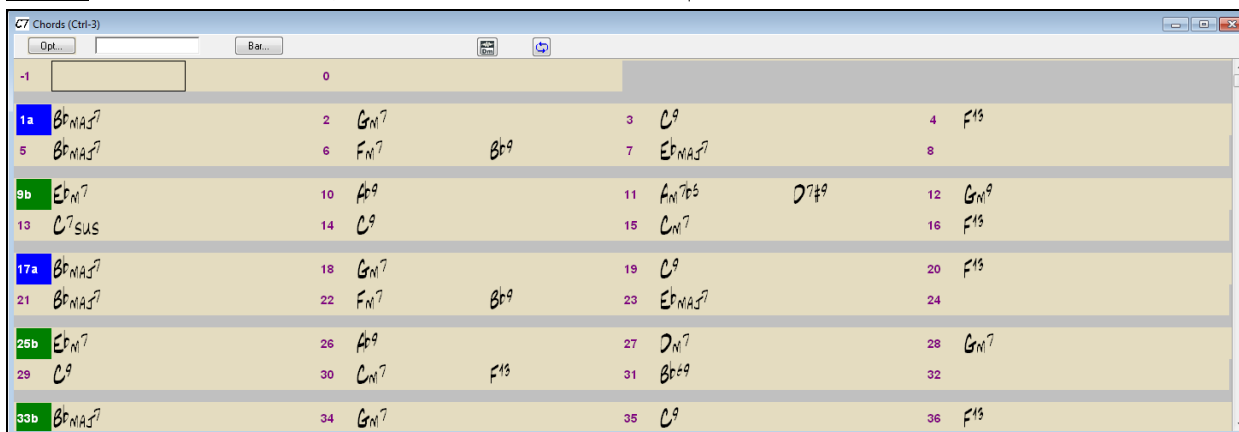 C7 Chords (Ctrl-3)
Opt... Bar... Dm
-1 0
1a BbMAJ7 2 GM7 3 C9 4 F13
5 BbMAJ7 6 FM7 Bb9 7 EbMAJ7 8
9b EbM7 10 Ab9 11 AM7b5 D7#9 12 GM9
13 C7SUS 14 C9 15 CM7 16 F13
17a BbMAJ7 18 GM7 19 C9 20 F13
21 BbMAJ7 22 FM7 Bb9 23 EbMAJ7 24
25b EbM7 26 Ab9 27 DM7 28 GM7
29 C9 30 CM7 F13 31 Bb69 32
33b BbMAJ7 34 GM7 35 C9 36 F13